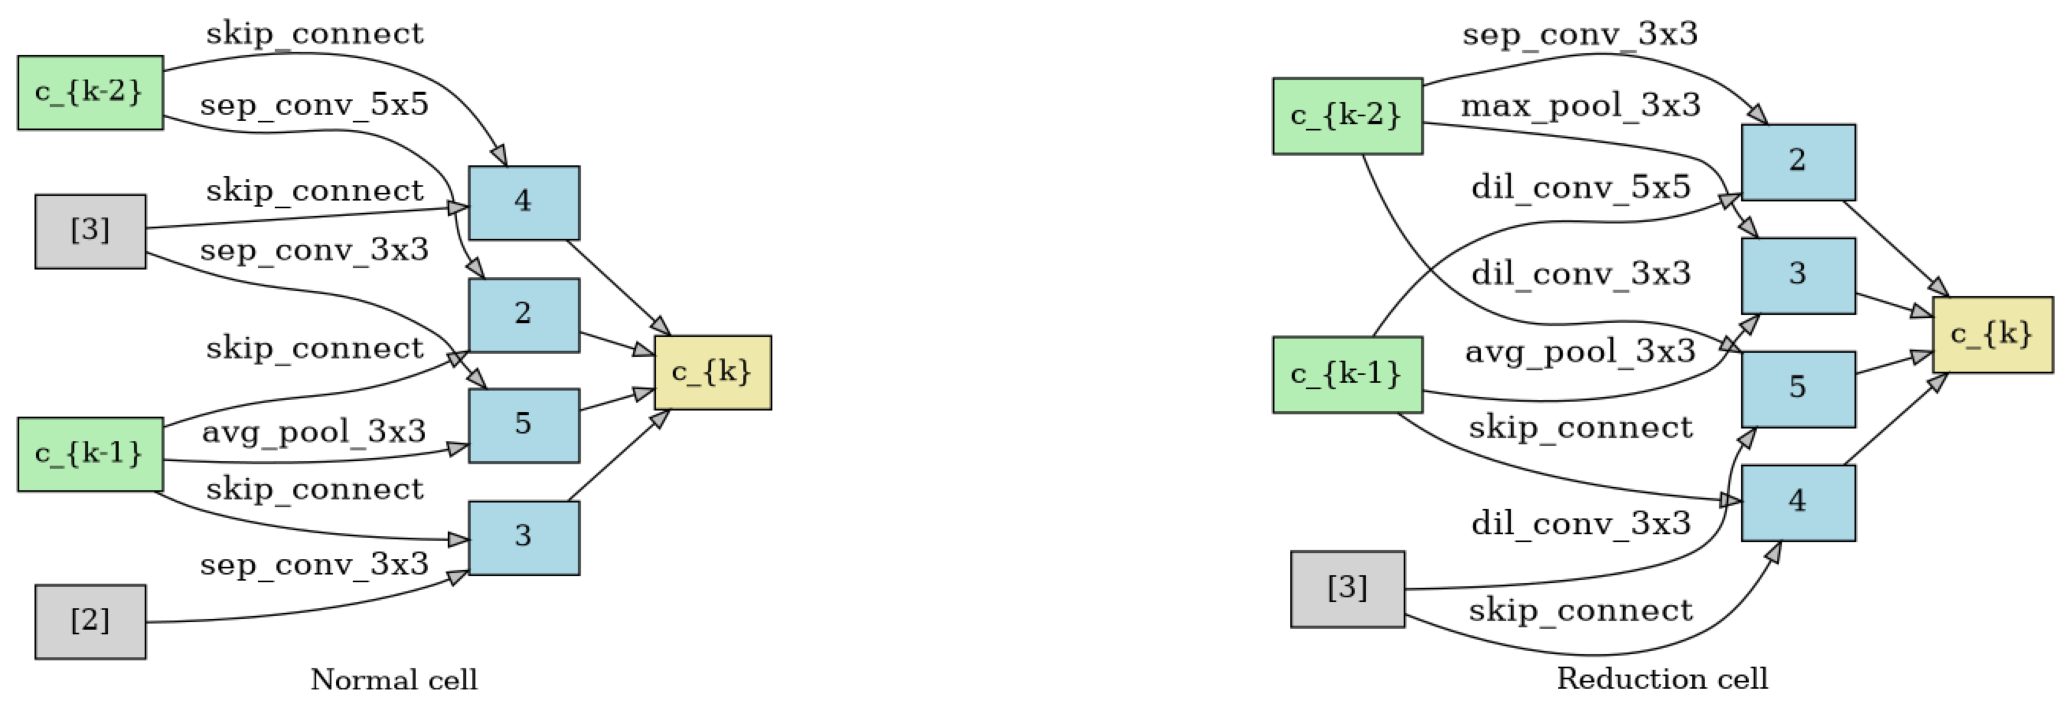 skip_connect
c_{k-2}
sep_conv_5x5
skip_connect
4
[3]
sep_conv_3x3
2
skip_connect
c_{k}
5
avg_pool_3x3
c_{k-1}
skip_connect
3
sep_conv_3x3
[2]
Normal cell
sep_conv_3x3
c_{k-2}
max_pool_3x3
2
dil_conv_5x5
dil_conv_3x3
3
c_{k}
avg_pool_3x3
c_{k-1}
5
skip_connect
4
dil_conv_3x3
[3]
skip_connect
Reduction cell